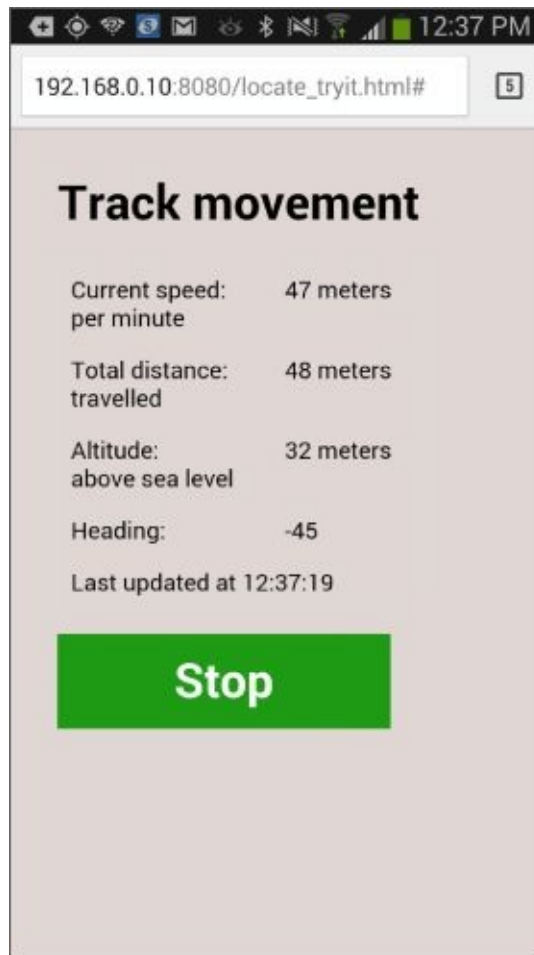 12:37 PM
192.168.0.10:8080/locate_tryit.html#
5
Track movement
Current speed: 47 meters
per minute
Total distance: 48 meters
travelled
Altitude: 32 meters
above sea level
Heading: -45
Last updated at 12:37:19
Stop